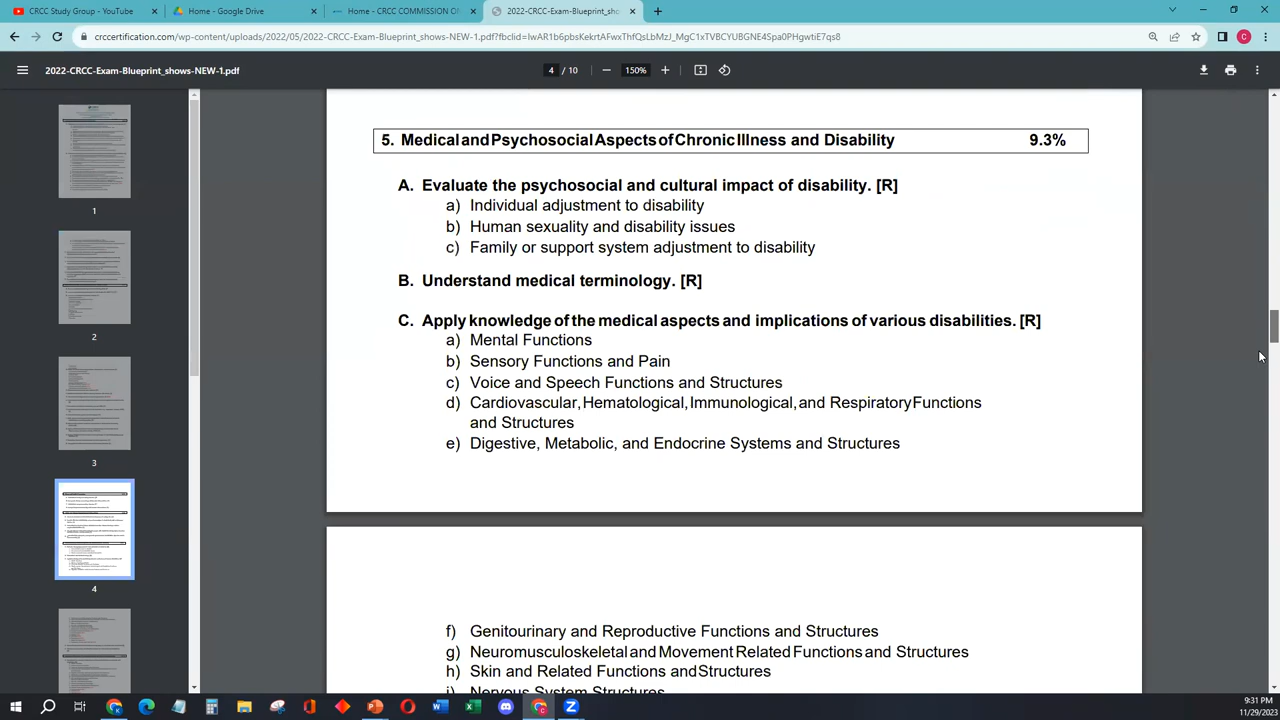 CRCC Study Group - YouTube
Home - Google Drive
Home - CRCC COMMISSION O
2022-CRCC-Exam-Blueprint_sho
crccertification.com/wp-content/uploads/2022/05/2022-CRCC-Exam-Blueprint_shows-NEW-1.pdf?fbclid=IwAR1b6pbsKekrtAFwxThfQsLbMzJ_MgC1xTVBCYUBGNE4Spa0PHgwtiE7qs8
C
2022-CRCC-Exam-Blueprint_shows-NEW-1.pdf
4 / 10
150%
5. Medical and Psychosocial Aspects of Chronic Illness and Disability 9.3%
A. Evaluate the psychosocial and cultural impact of disability. [R]
a) Individual adjustment to disability
b) Human sexuality and disability issues
c) Family or support system adjustment to disability
B. Understand medical terminology. [R]
C. Apply knowledge of the medical aspects and implications of various disabilities. [R]
a) Mental Functions
b) Sensory Functions and Pain
c) Voice and Speech Functions and Structures
d) Cardiovascular, Hematological, Immunological, and Respiratory Functions
and Structures
e) Digestive, Metabolic, and Endocrine Systems and Structures
f) Genitourinary and Reproductive Functions and Structures
g) Neuromusculoskeletal and Movement Related Functions and Structures
h) Skin and Related Functions and Structures
i) Nervous System Structures
1
2
3
4
9:31 PM
11/29/2023